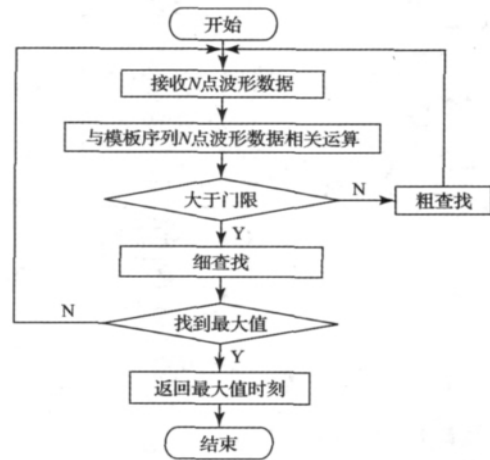 开始
接收N点波形数据
与模板序列N点波形数据相关运算
大于门限
N
粗查找
Y
细查找
N
找到最大值
Y
返回最大值时刻
结束